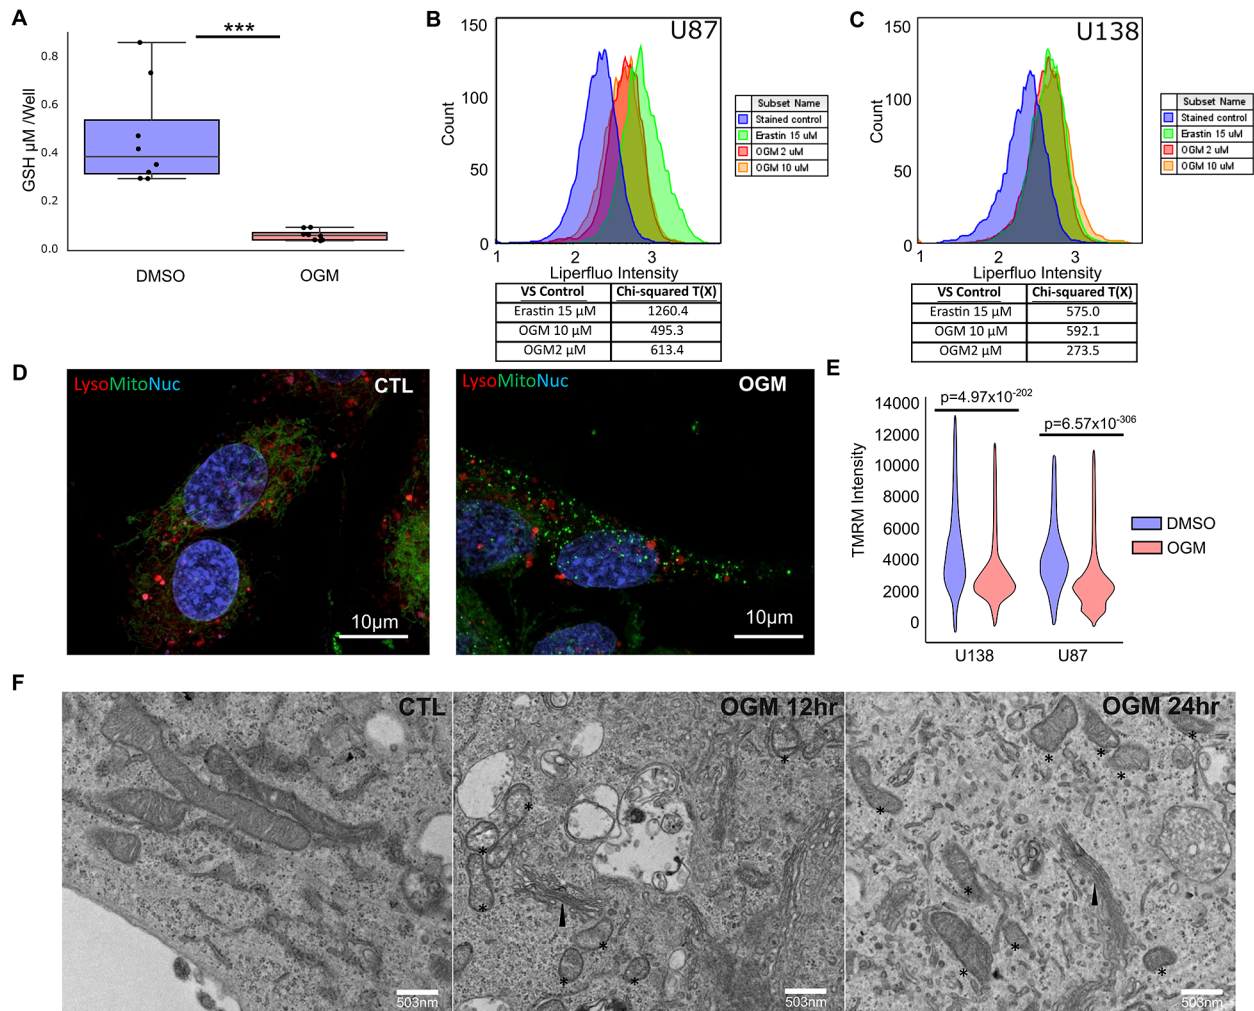 A
***
GSH µM /Well
0.8
0.6
0.4
0.2
0.0
DMSO
OGM
B
U87
Count
150
100
50
0
1
2
3
Liperfluo Intensity
Subset Name
Stained control
Erastin 15 uM
OGM 2 uM
OGM 10 uM
VS Control Chi-squared T(X)
Erastin 15 µM 1260.4
OGM 10 µM 495.3
OGM2 µM 613.4
C
U138
Count
150
100
50
0
1
2
3
Liperfluo Intensity
Subset Name
Stained control
Erastin 15 uM
OGM 2 uM
OGM 10 uM
VS Control Chi-squared T(X)
Erastin 15 µM 575.0
OGM 10 µM 592.1
OGM2 µM 273.5
D
LysoMitoNuc
CTL
10µm
LysoMitoNuc
OGM
10µm
E
p=4.97x10-202
p=6.57x10-306
TMRM Intensity
14000
12000
10000
8000
6000
4000
2000
0
U138
U87
DMSO
OGM
F
CTL
503nm
OGM 12hr
* * * * * * *
503nm
OGM 24hr
* * * * * * * * *
503nm